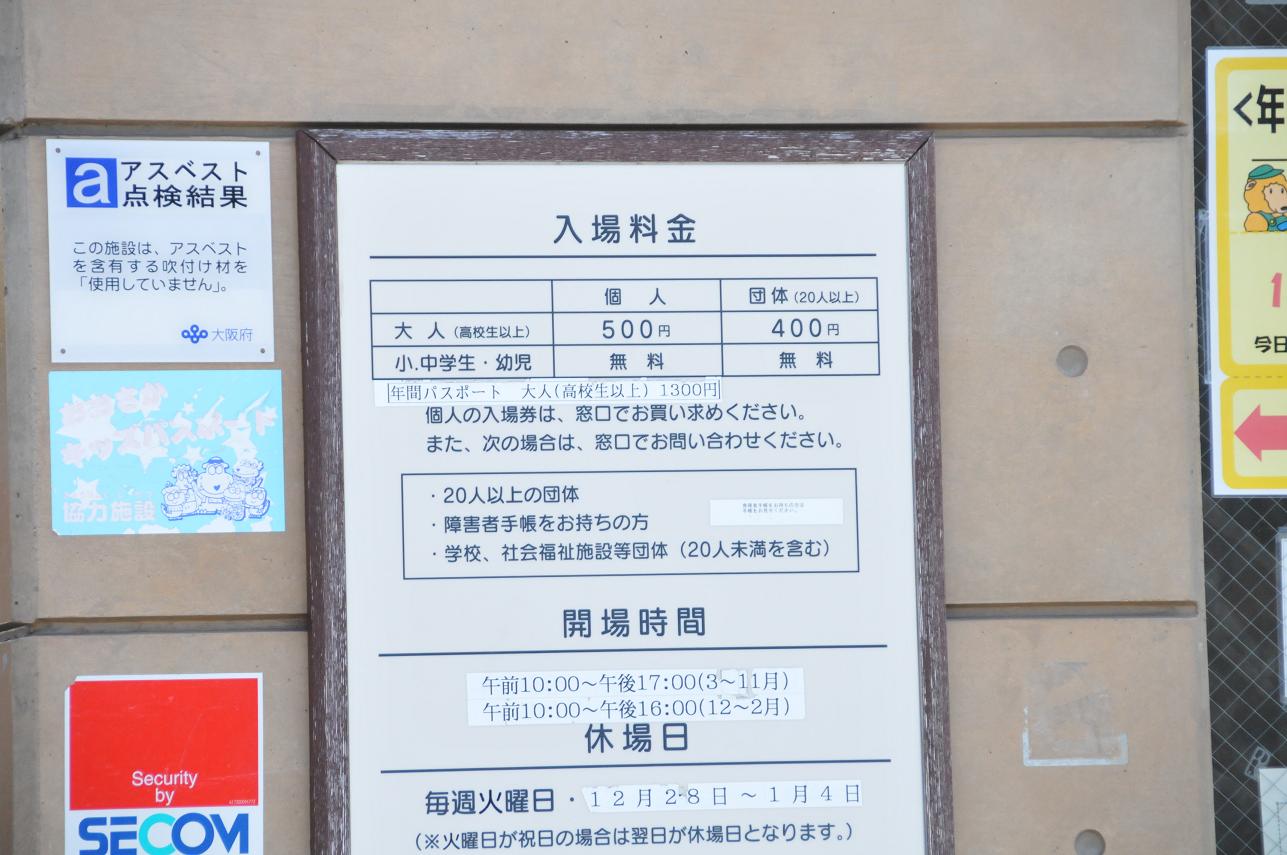 アスベスト
点検結果
この施設は、アスベスト
を含有する吹付け材を
「使用していません」。
大阪府
協力施設
Security
by
SECOM
入場料金
個 人 団体(20人以上)
大 人(高校生以上) 500円 400円
小.中学生・幼児 無 料 無 料
年間パスポート 大人(高校生以上) 1300円
個人の入場券は、窓口でお買い求めください。
また、次の場合は、窓口でお問い合わせください。
・20人以上の団体
・障害者手帳をお持ちの方
・学校、社会福祉施設等団体(20人未満を含む)
開場時間
午前10:00〜午後17:00(3〜11月)
午前10:00〜午後16:00(12〜2月)
休場日
毎週火曜日・12月28日〜1月4日
(※火曜日が祝日の場合は翌日が休場日となります。)
<年
1
今日